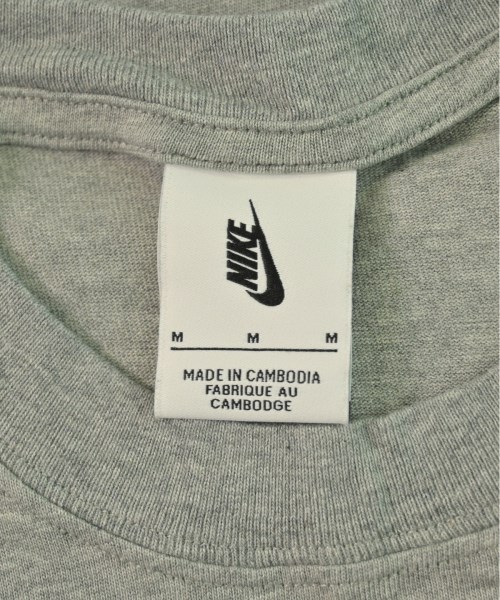 NIKE
M M M
MADE IN CAMBODIA
FABRIQUE AU
CAMBODGE